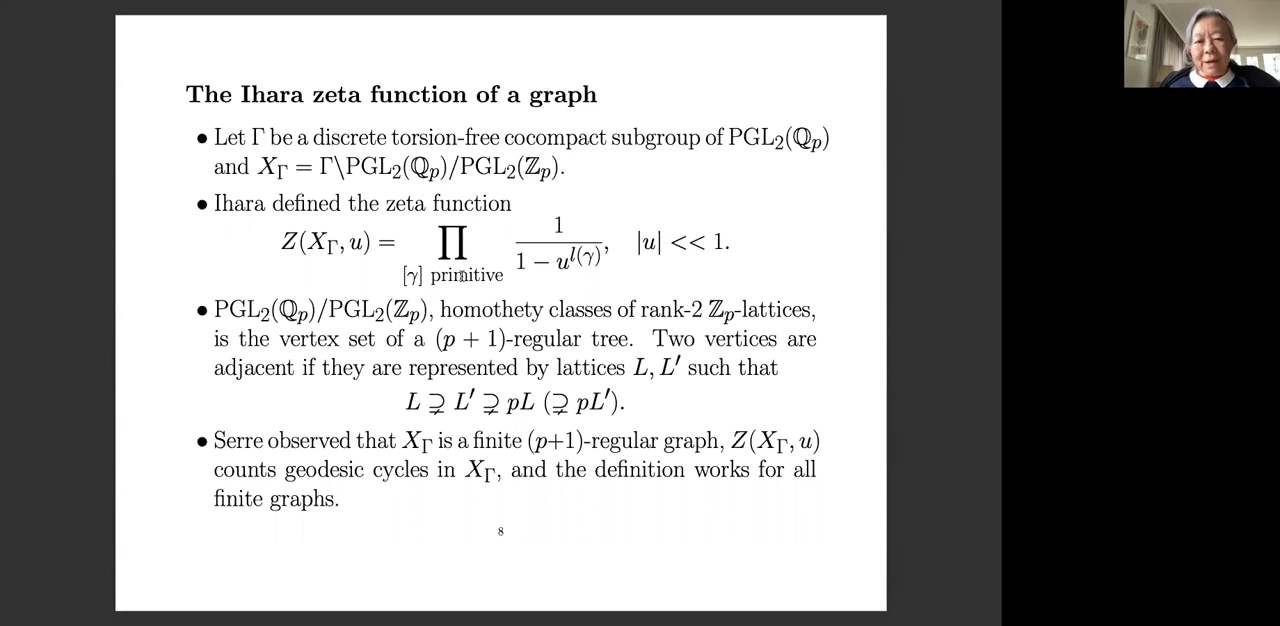 The Ihara zeta function of a graph
• Let Γ be a discrete torsion-free cocompact subgroup of PGL₂(ℚₚ)
and X_Γ = Γ\PGL₂(ℚₚ)/PGL₂(ℤₚ).
• Ihara defined the zeta function
Z(X_Γ, u) = ∏_{[γ] primitive} 1/(1 − u^{l(γ)}), |u| << 1.
• PGL₂(ℚₚ)/PGL₂(ℤₚ), homothety classes of rank-2 ℤₚ-lattices,
is the vertex set of a (p + 1)-regular tree. Two vertices are
adjacent if they are represented by lattices L, L′ such that
L ⊋ L′ ⊋ pL (⊋ pL′).
• Serre observed that X_Γ is a finite (p+1)-regular graph, Z(X_Γ, u)
counts geodesic cycles in X_Γ, and the definition works for all
finite graphs.
8